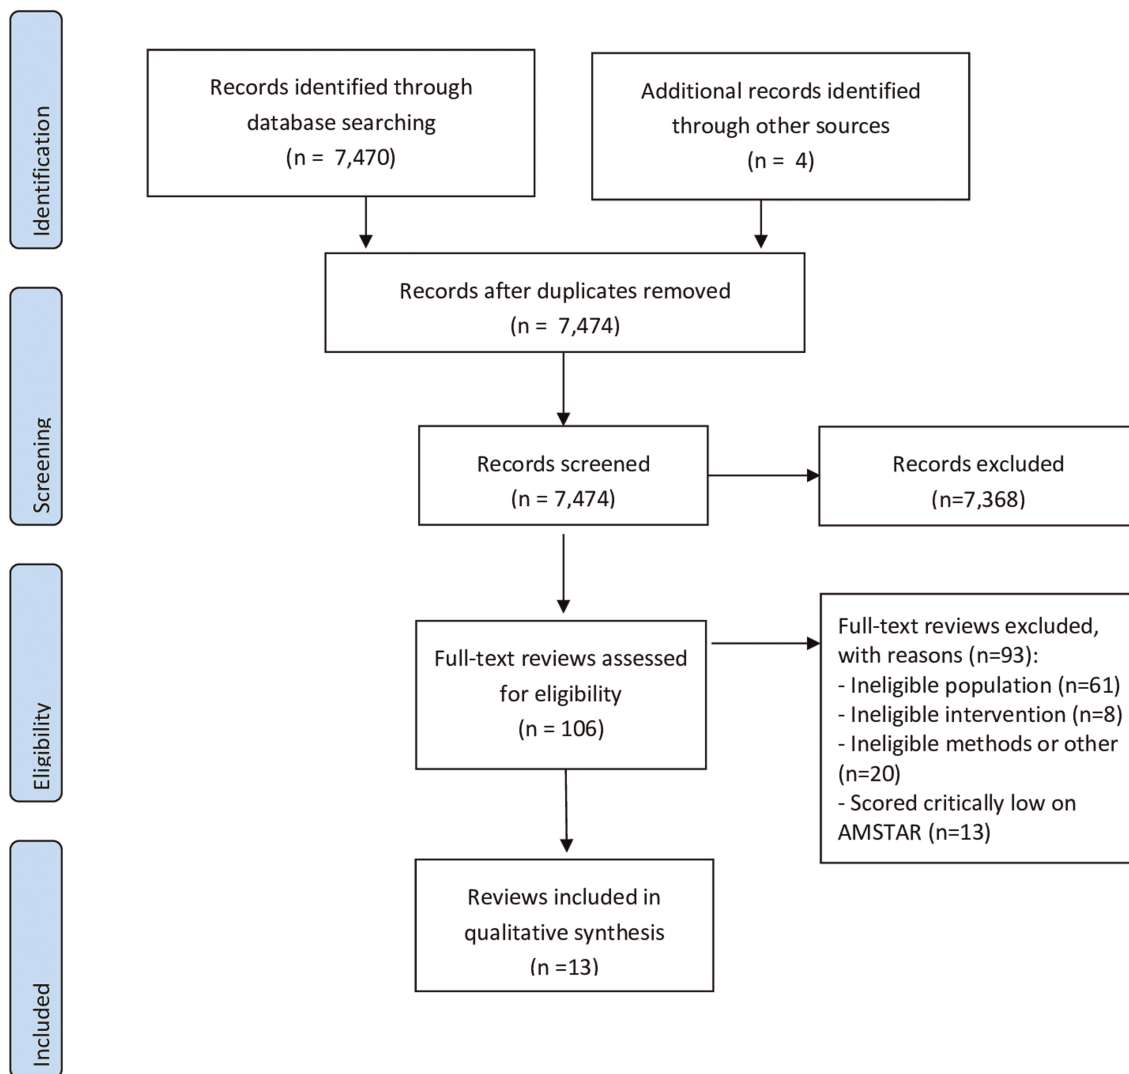 Identification
Records identified through
database searching
(n =  7,470)
Additional records identified
through other sources
(n =  4)
Records after duplicates removed
(n =  7,474)
Screening
Records screened
(n = 7,474)
Records excluded
(n=7,368)
Eligibility
Full-text reviews assessed
for eligibility
(n = 106)
Full-text reviews excluded,
with reasons (n=93):
- Ineligible population (n=61)
- Ineligible intervention (n=8)
- Ineligible methods or other
(n=20)
- Scored critically low on
AMSTAR (n=13)
Included
Reviews included in
qualitative synthesis
(n =13)